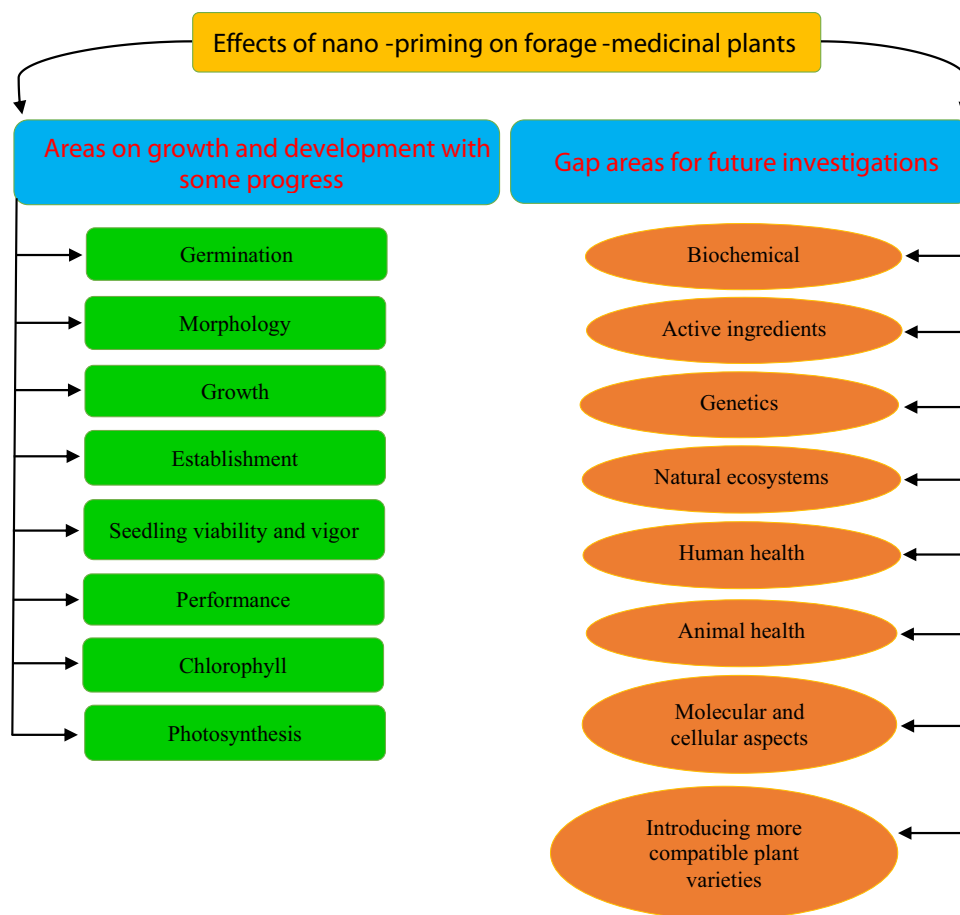 Effects of nano -priming on forage -medicinal plants
Areas on growth and development with
some progress
Germination
Morphology
Growth
Establishment
Seedling viability and vigor
Performance
Chlorophyll
Photosynthesis
Gap areas for future investigations
Biochemical
Active ingredients
Genetics
Natural ecosystems
Human health
Animal health
Molecular and
cellular aspects
Introducing more
compatible plant
varieties